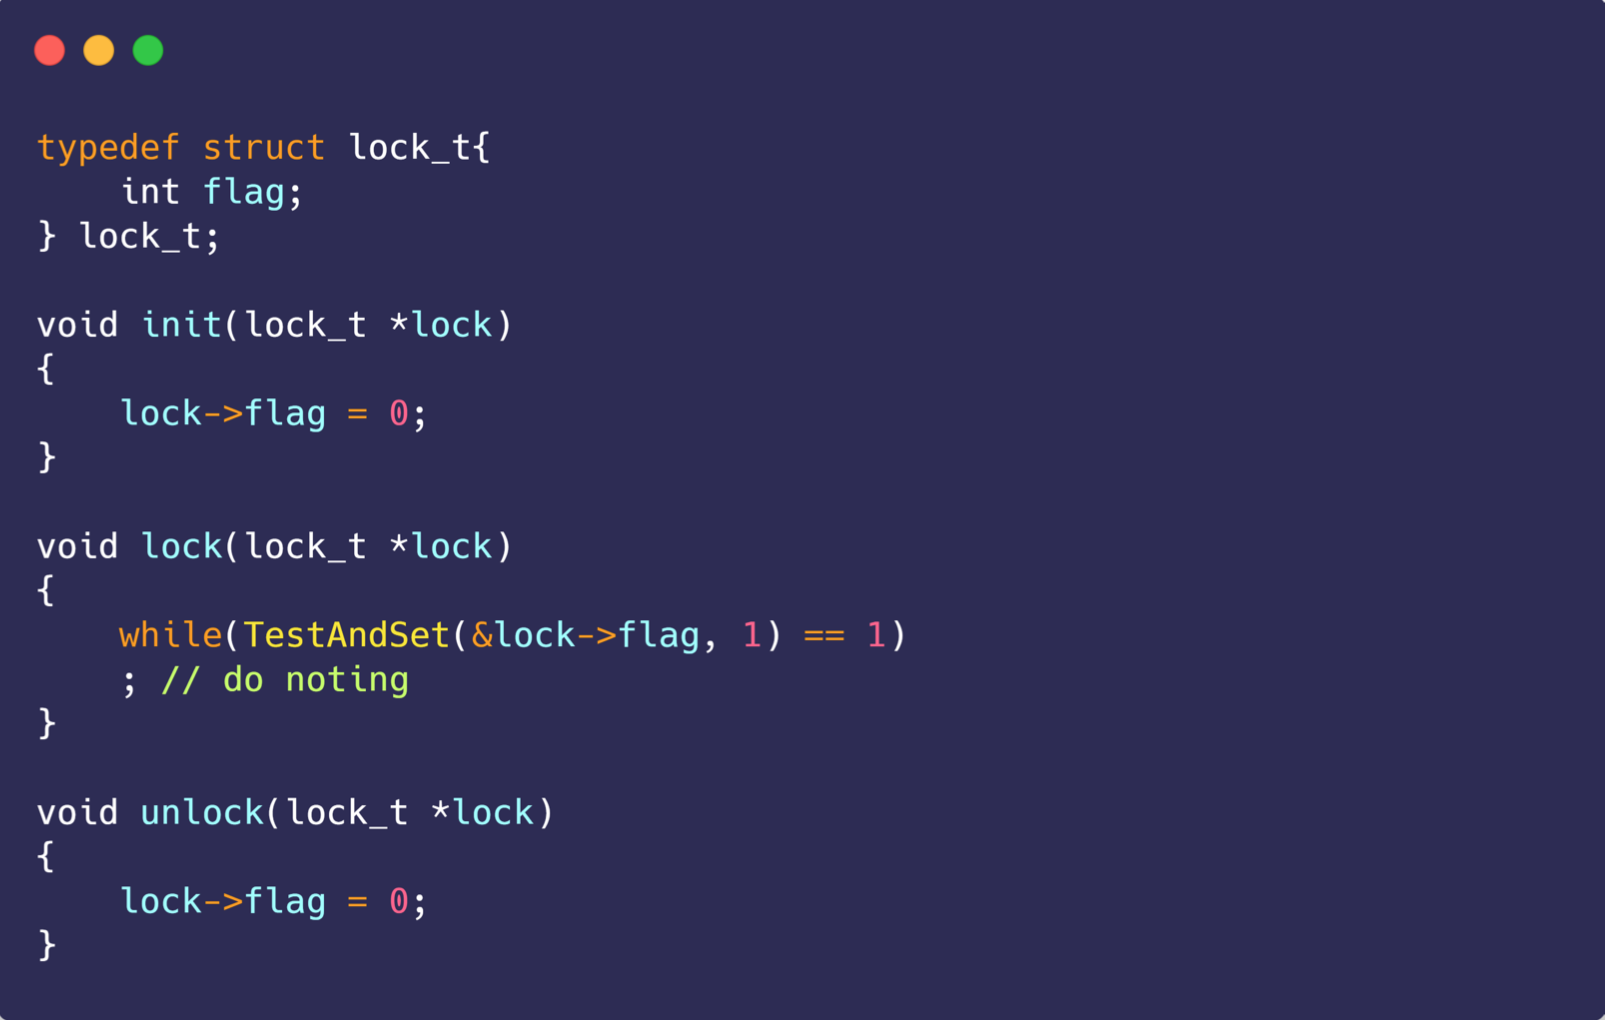 typedef struct lock_t{
    int flag;
} lock_t;

void init(lock_t *lock)
{
    lock->flag = 0;
}

void lock(lock_t *lock)
{
    while(TestAndSet(&lock->flag, 1) == 1)
    ; // do noting
}

void unlock(lock_t *lock)
{
    lock->flag = 0;
}